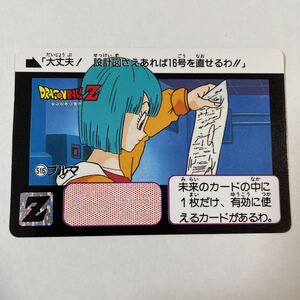 「大丈夫! 設計図さえあれば16号を直せるわ!!」
DRAGONBALL Z
516 ブルマ
Z
未来のカードの中に
1枚だけ、有効に使
えるカードがあるわ。